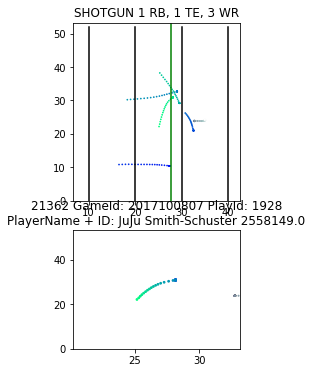 SHOTGUN 1 RB, 1 TE, 3 WR
50
40
30
20
10
0
10 20 30 40
21362 GameId: 2017100807 PlayId: 1928
PlayerName + ID: JuJu Smith-Schuster 2558149.0
40
20
0
25 30